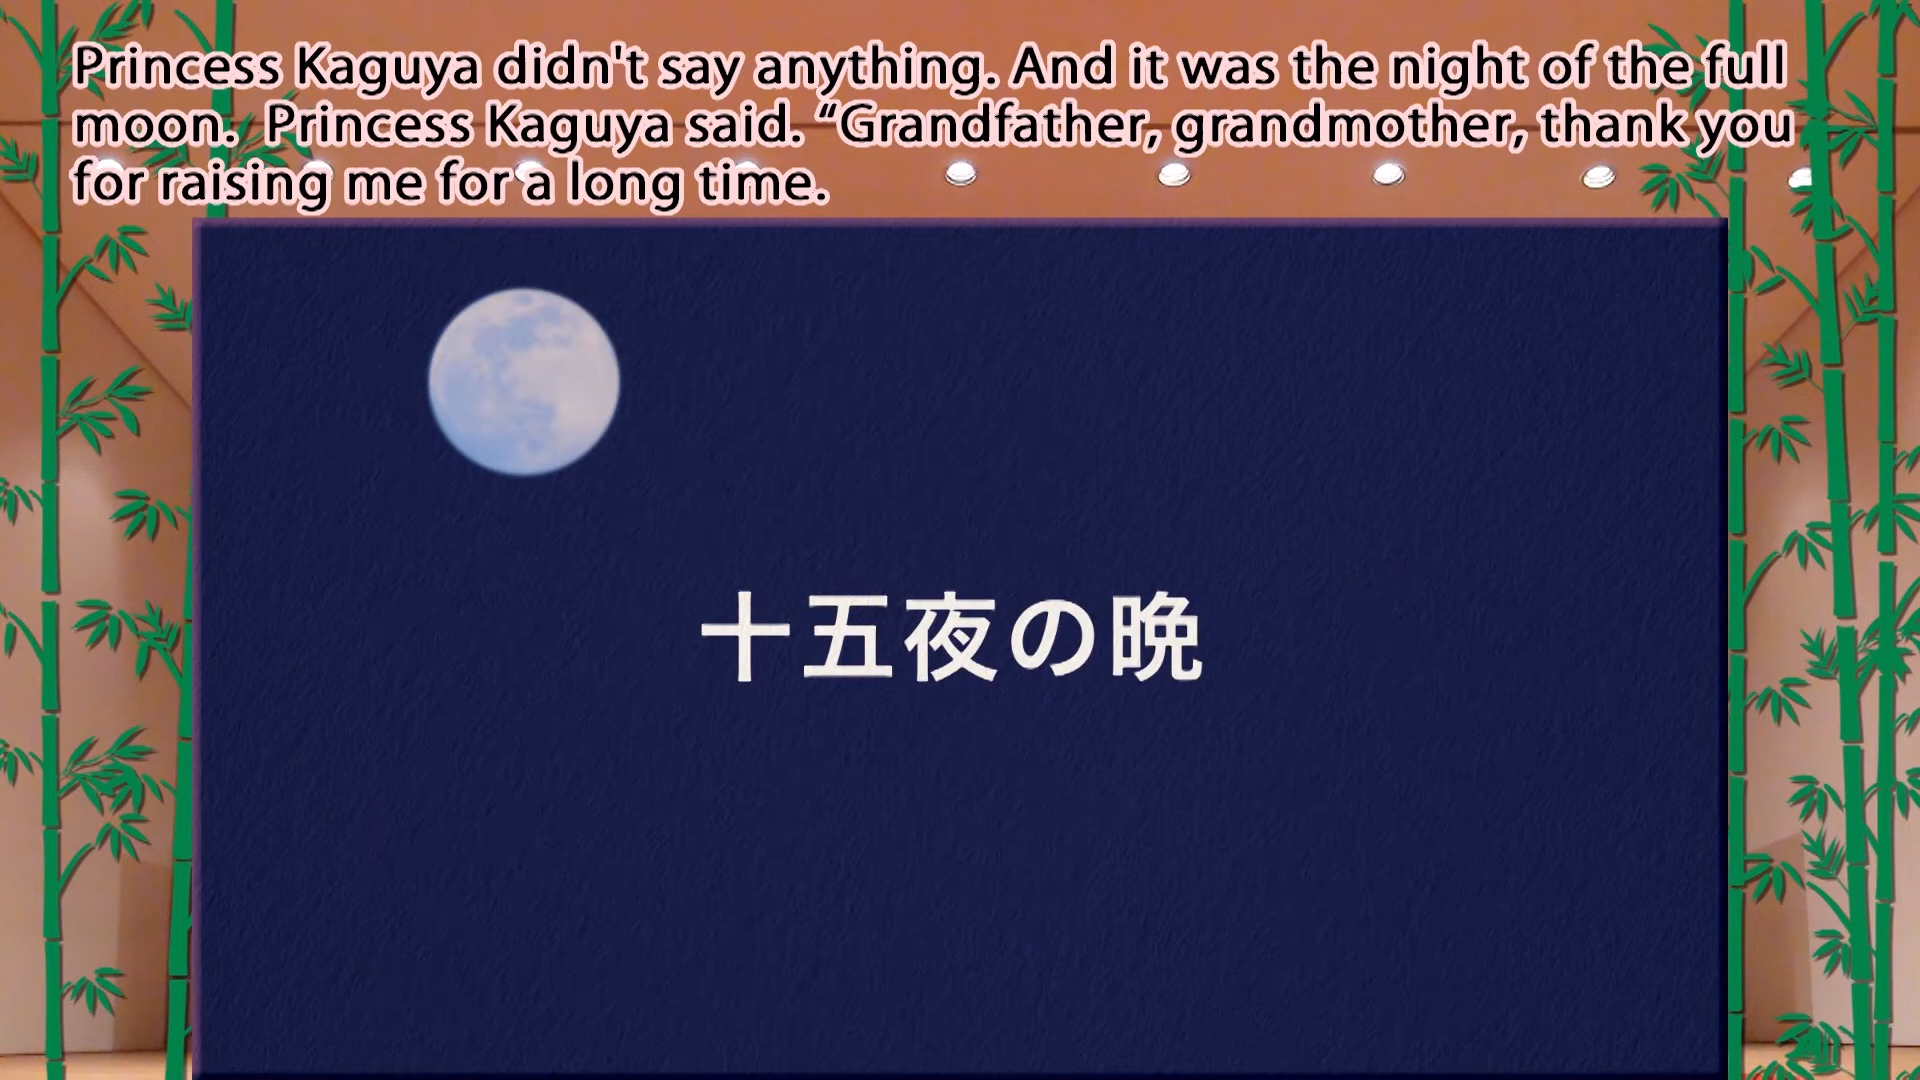 Princess Kaguya didn't say anything. And it was the night of the full
moon.  Princess Kaguya said. “Grandfather, grandmother, thank you
for raising me for a long time.
十五夜の晩